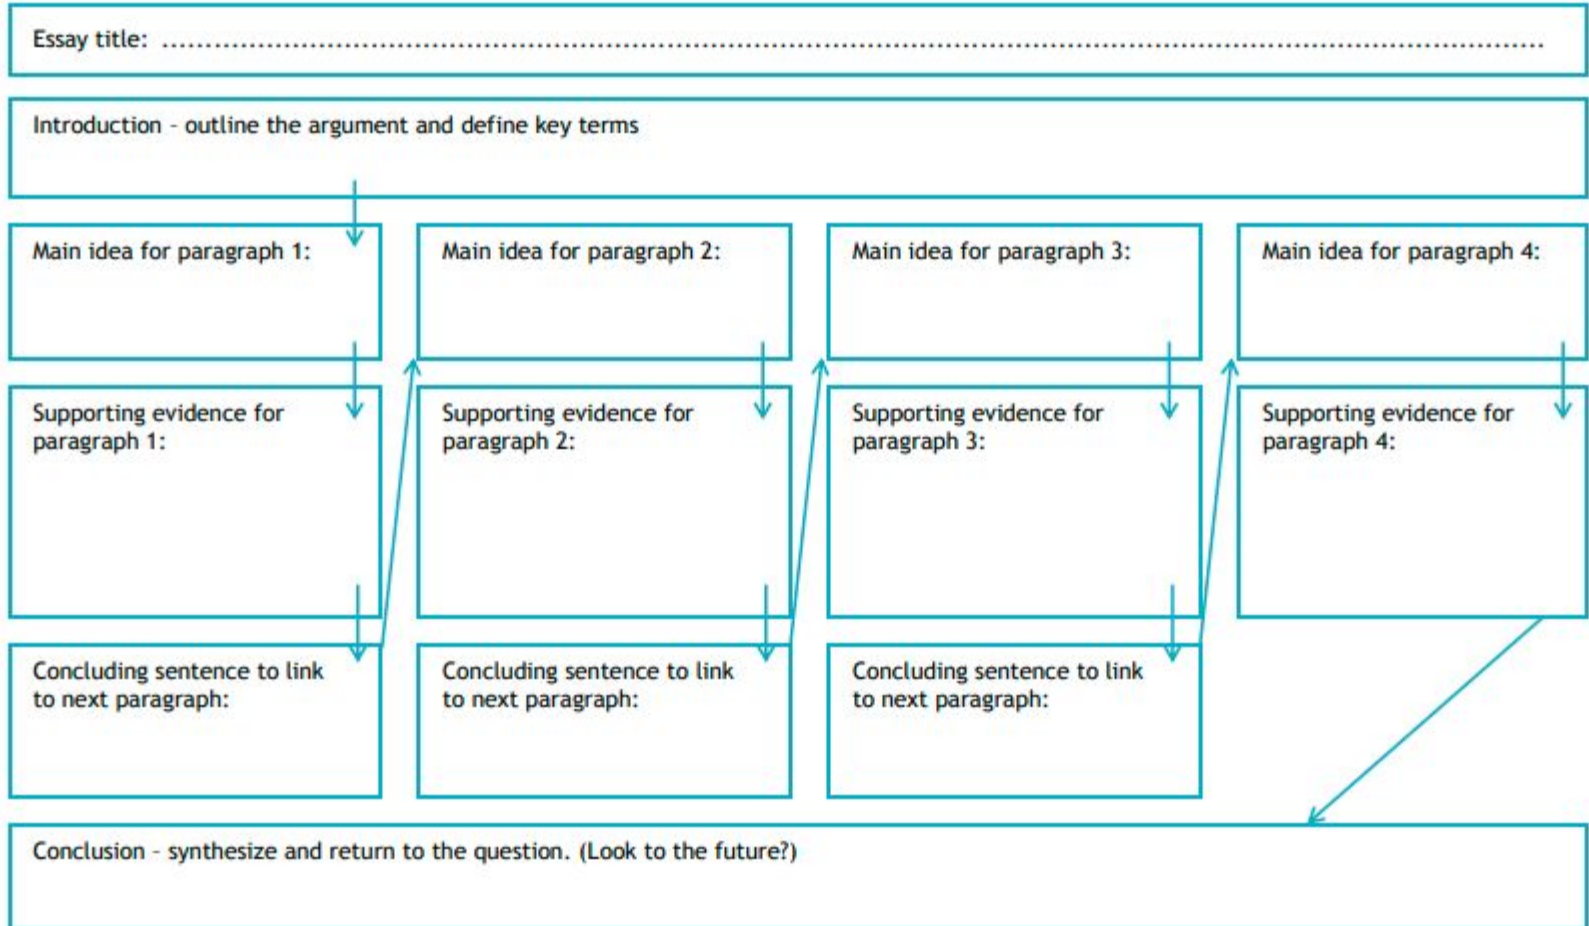 Essay title: ................................................................................................................................................................
Introduction - outline the argument and define key terms
Main idea for paragraph 1:
Main idea for paragraph 2:
Main idea for paragraph 3:
Main idea for paragraph 4:
Supporting evidence for
paragraph 1:
Supporting evidence for
paragraph 2:
Supporting evidence for
paragraph 3:
Supporting evidence for
paragraph 4:
Concluding sentence to link
to next paragraph:
Concluding sentence to link
to next paragraph:
Concluding sentence to link
to next paragraph:
Conclusion - synthesize and return to the question. (Look to the future?)